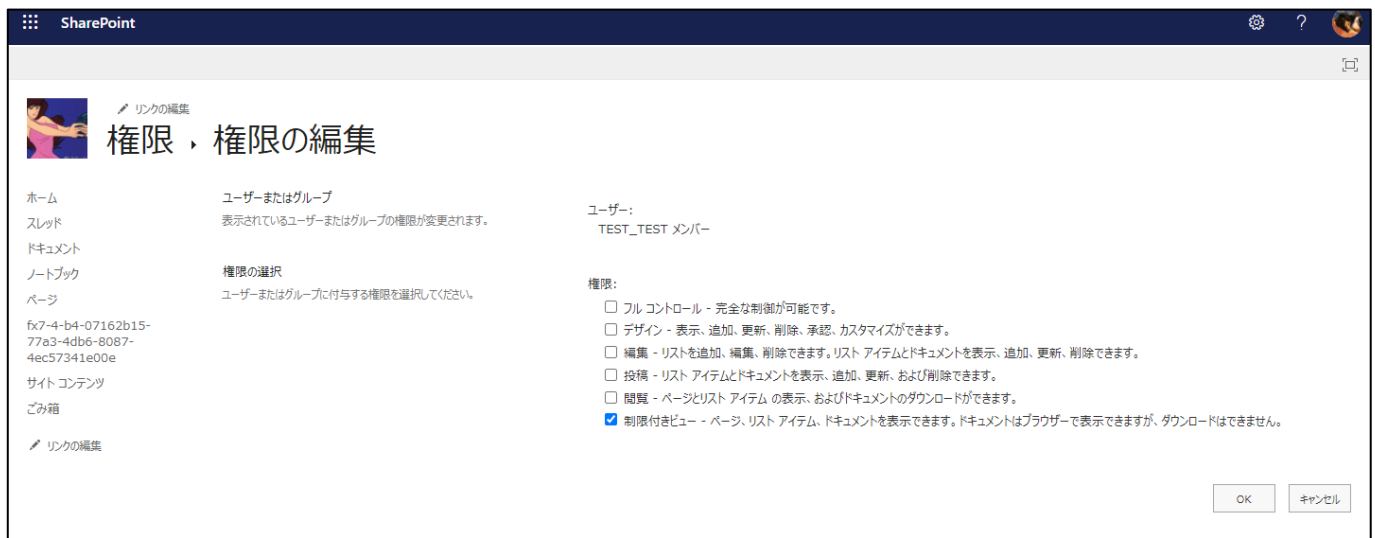 SharePoint
?
リンクの編集
権限 ▸ 権限の編集
ホーム
スレッド
ドキュメント
ノートブック
ページ
fx7-4-b4-07162b15-
77a3-4db6-8087-
4ec57341e00e
サイト コンテンツ
ごみ箱
リンクの編集
ユーザーまたはグループ
表示されているユーザーまたはグループの権限が変更されます。
ユーザー:
TEST_TEST メンバー
権限の選択
ユーザーまたはグループに付与する権限を選択してください。
権限:
フル コントロール - 完全な制御が可能です。
デザイン - 表示、追加、更新、削除、承認、カスタマイズができます。
編集 - リストを追加、編集、削除できます。リスト アイテムとドキュメントを表示、追加、更新、削除できます。
投稿 - リスト アイテムとドキュメントを表示、追加、更新、および削除できます。
閲覧 - ページとリスト アイテム の表示、およびドキュメントのダウンロードができます。
制限付きビュー - ページ、リスト アイテム、ドキュメントを表示できます。ドキュメントはブラウザーで表示できますが、ダウンロードはできません。
OK
キャンセル